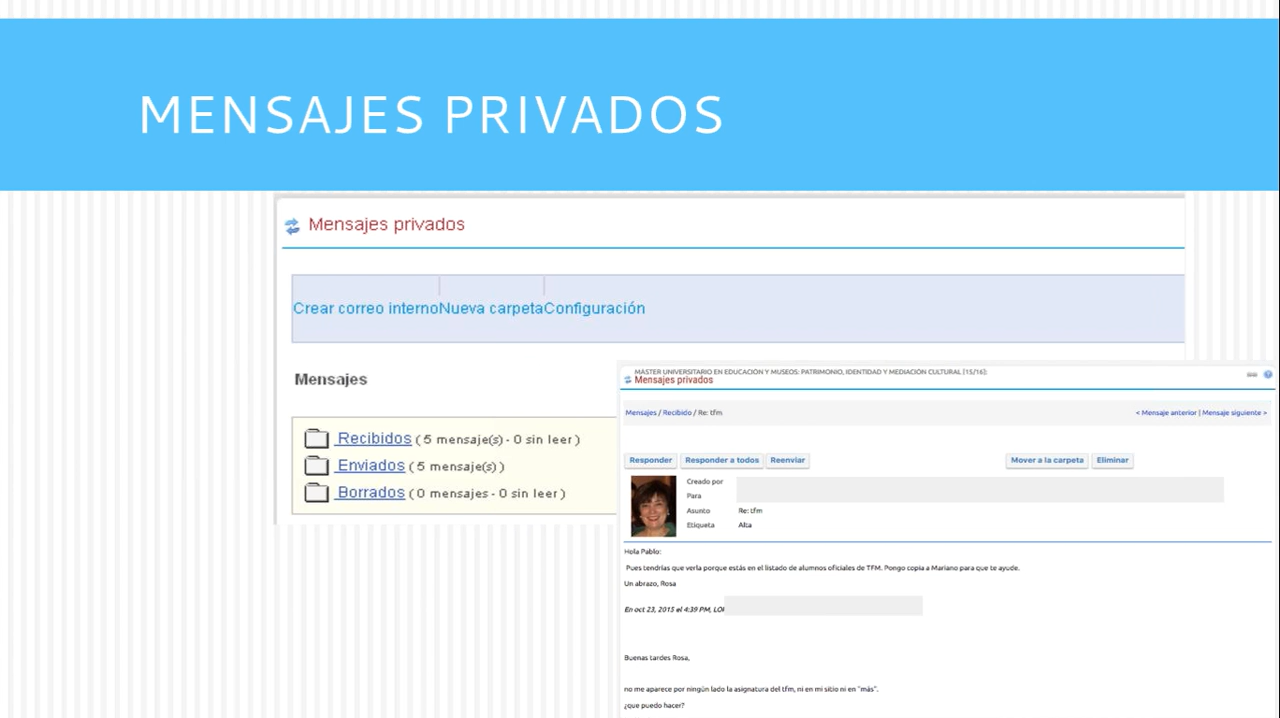 MENSAJES PRIVADOS
Mensajes privados
Crear correo internoNueva carpetaConfiguración
Mensajes
Recibidos ( 5 mensaje(s) - 0 sin leer )
Enviados ( 5 mensaje(s) )
Borrados ( 0 mensajes - 0 sin leer )
MÁSTER UNIVERSITARIO EN EDUCACIÓN Y MUSEOS: PATRIMONIO, IDENTIDAD Y MEDIACIÓN CULTURAL [15/16]:
Mensajes privados
Mensajes / Recibido / Re: tfm
< Mensaje anterior | Mensaje siguiente >
Responder Responder a todos Reenviar Mover a la carpeta Eliminar
Creado por
Para
Asunto Re: tfm
Etiqueta Alta
Hola Pablo:
Pues tendrías que verla porque estás en el listado de alumnos oficiales de TFM. Pongo copia a Mariano para que te ayude.
Un abrazo, Rosa
En oct 23, 2015 el 4:39 PM,
Buenas tardes Rosa,
no me aparece por ningún lado la asignatura del tfm, ni en mi sitio ni en "más".
¿que puedo hacer?